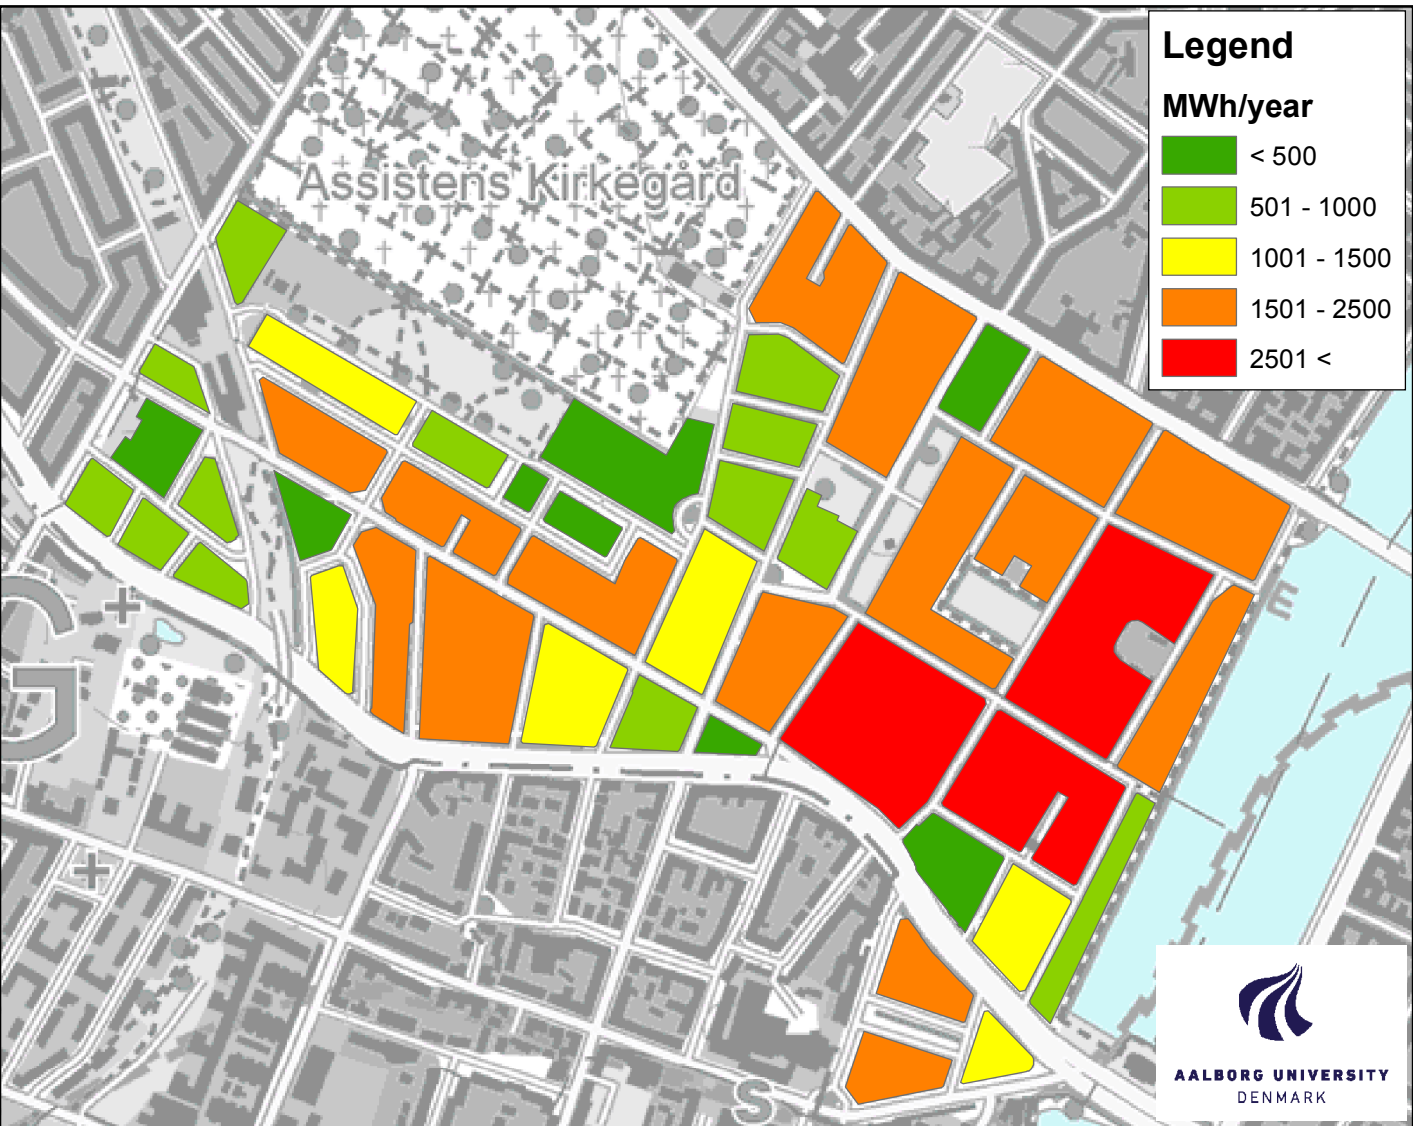 Legend
MWh/year
< 500
501 - 1000
1001 - 1500
1501 - 2500
2501 <
Assistens Kirkegård
G
S
AALBORG UNIVERSITY
DENMARK